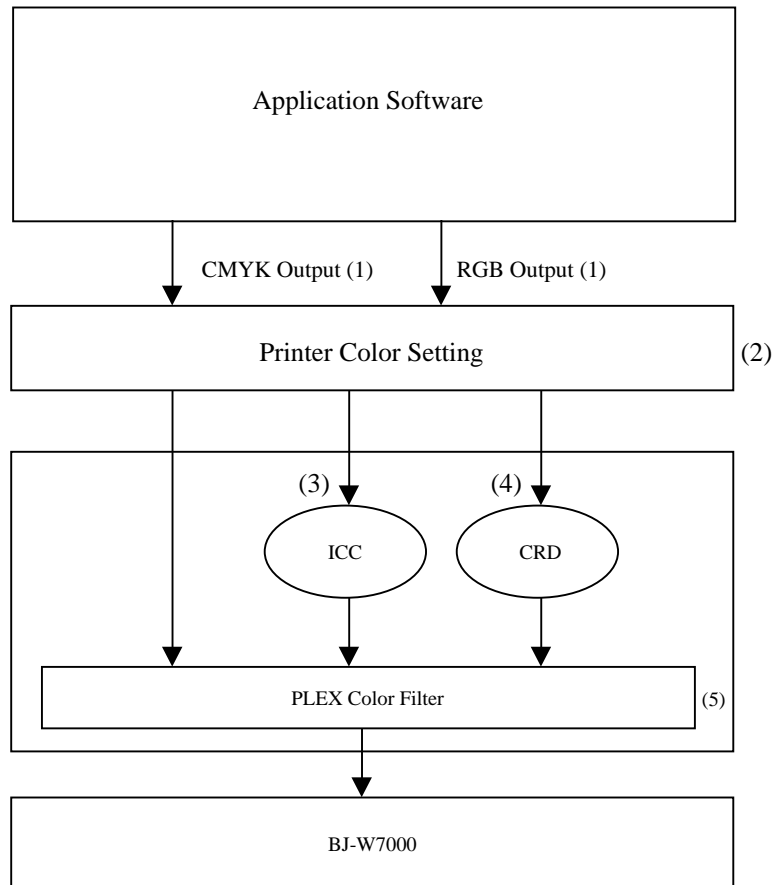 Application Software
CMYK Output (1)
RGB Output (1)
Printer Color Setting
(2)
(3)
(4)
ICC
CRD
PLEX Color Filter
(5)
BJ-W7000